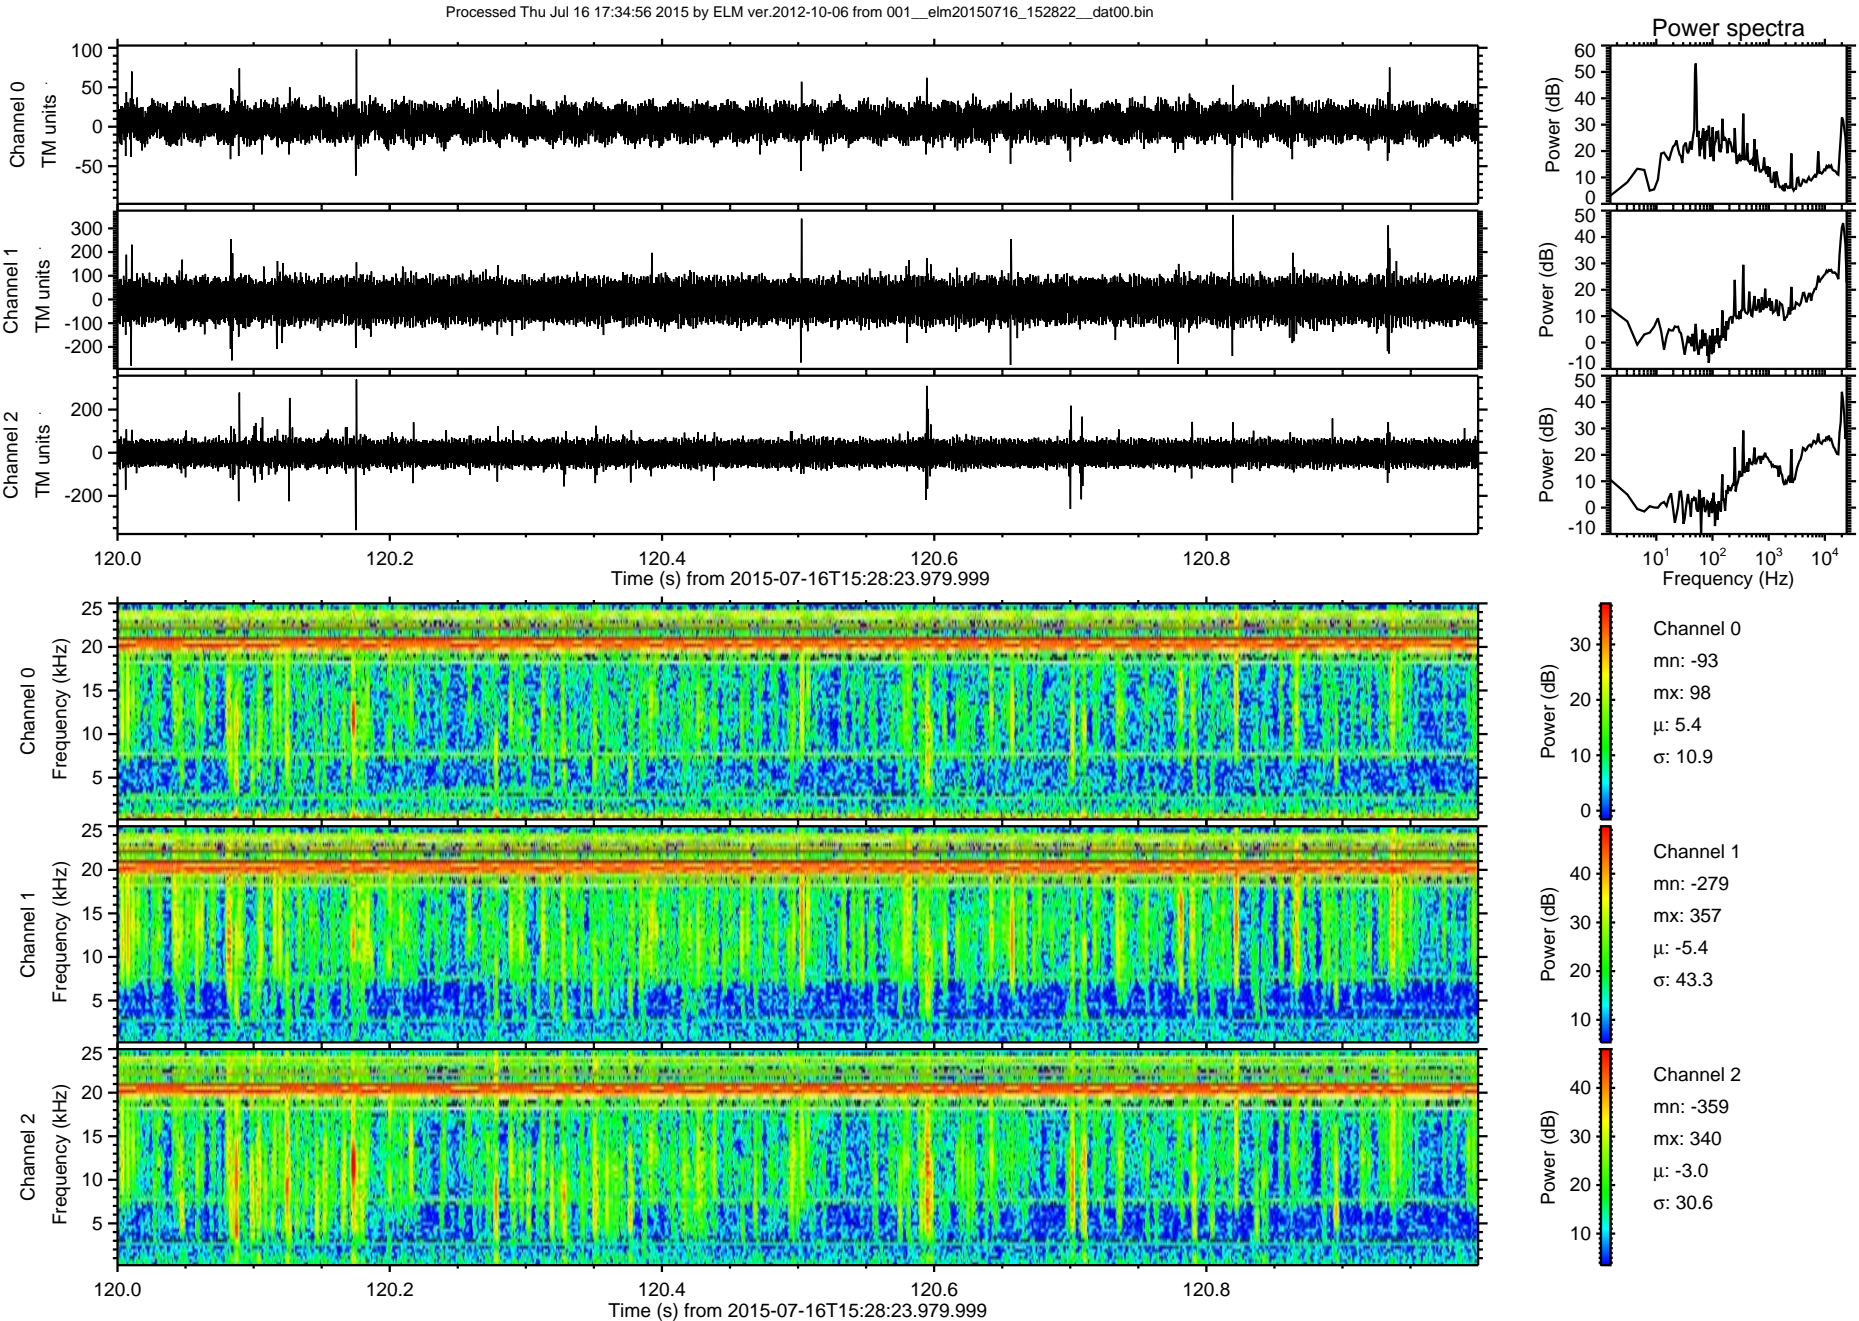 Processed Thu Jul 16 17:34:56 2015 by ELM ver.2012-10-06 from 001__elm20150716_152822__dat00.bin
Power spectra
Channel 0
TM units
100
50
0
-50
Power (dB)
60
50
40
30
20
10
0
Channel 1
TM units
300
200
100
0
-100
-200
Power (dB)
50
40
30
20
10
0
-10
Channel 2
TM units
200
0
-200
Power (dB)
50
40
30
20
10
0
-10
120.0 120.2 120.4 120.6 120.8
Time (s) from 2015-07-16T15:28:23.979.999
10^1 10^2 10^3 10^4
Frequency (Hz)
Channel 0
Frequency (kHz)
25
20
15
10
5
Power (dB)
30
20
10
0
Channel 0
mn: -93
mx: 98
μ: 5.4
σ: 10.9
Channel 1
Frequency (kHz)
25
20
15
10
5
Power (dB)
40
30
20
10
Channel 1
mn: -279
mx: 357
μ: -5.4
σ: 43.3
Channel 2
Frequency (kHz)
25
20
15
10
5
Power (dB)
40
30
20
10
Channel 2
mn: -359
mx: 340
μ: -3.0
σ: 30.6
120.0 120.2 120.4 120.6 120.8
Time (s) from 2015-07-16T15:28:23.979.999